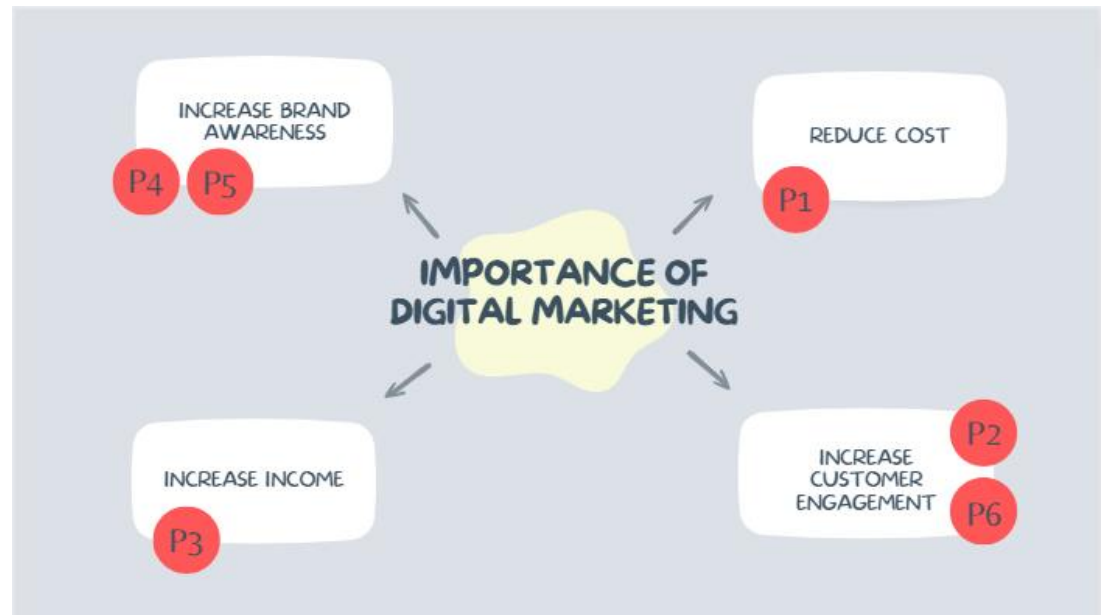 INCREASE BRAND
AWARENESS
P4 P5
REDUCE COST
P1
IMPORTANCE OF
DIGITAL MARKETING
INCREASE INCOME
P3
INCREASE
CUSTOMER
ENGAGEMENT
P2
P6